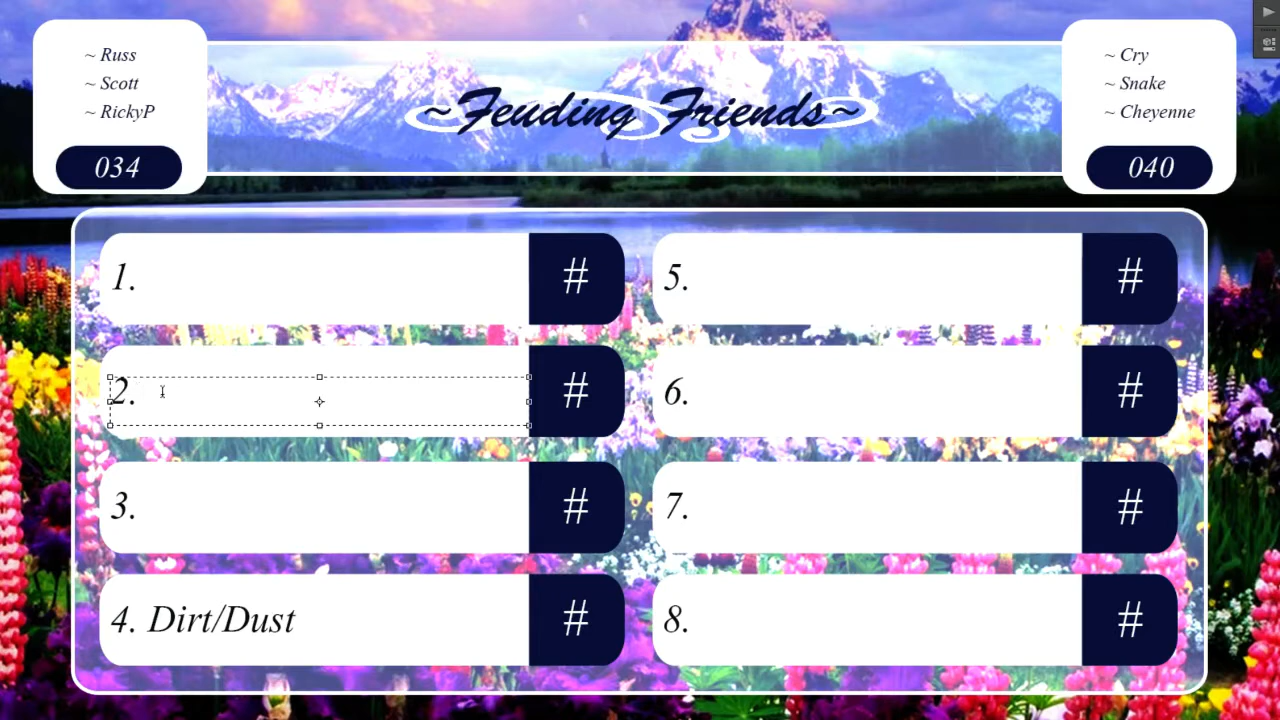 ~ Russ
~ Scott
~ RickyP
034
~Feuding Friends~
~ Cry
~ Snake
~ Cheyenne
040
1. #
2. #
3. #
4. Dirt/Dust #
5. #
6. #
7. #
8. #